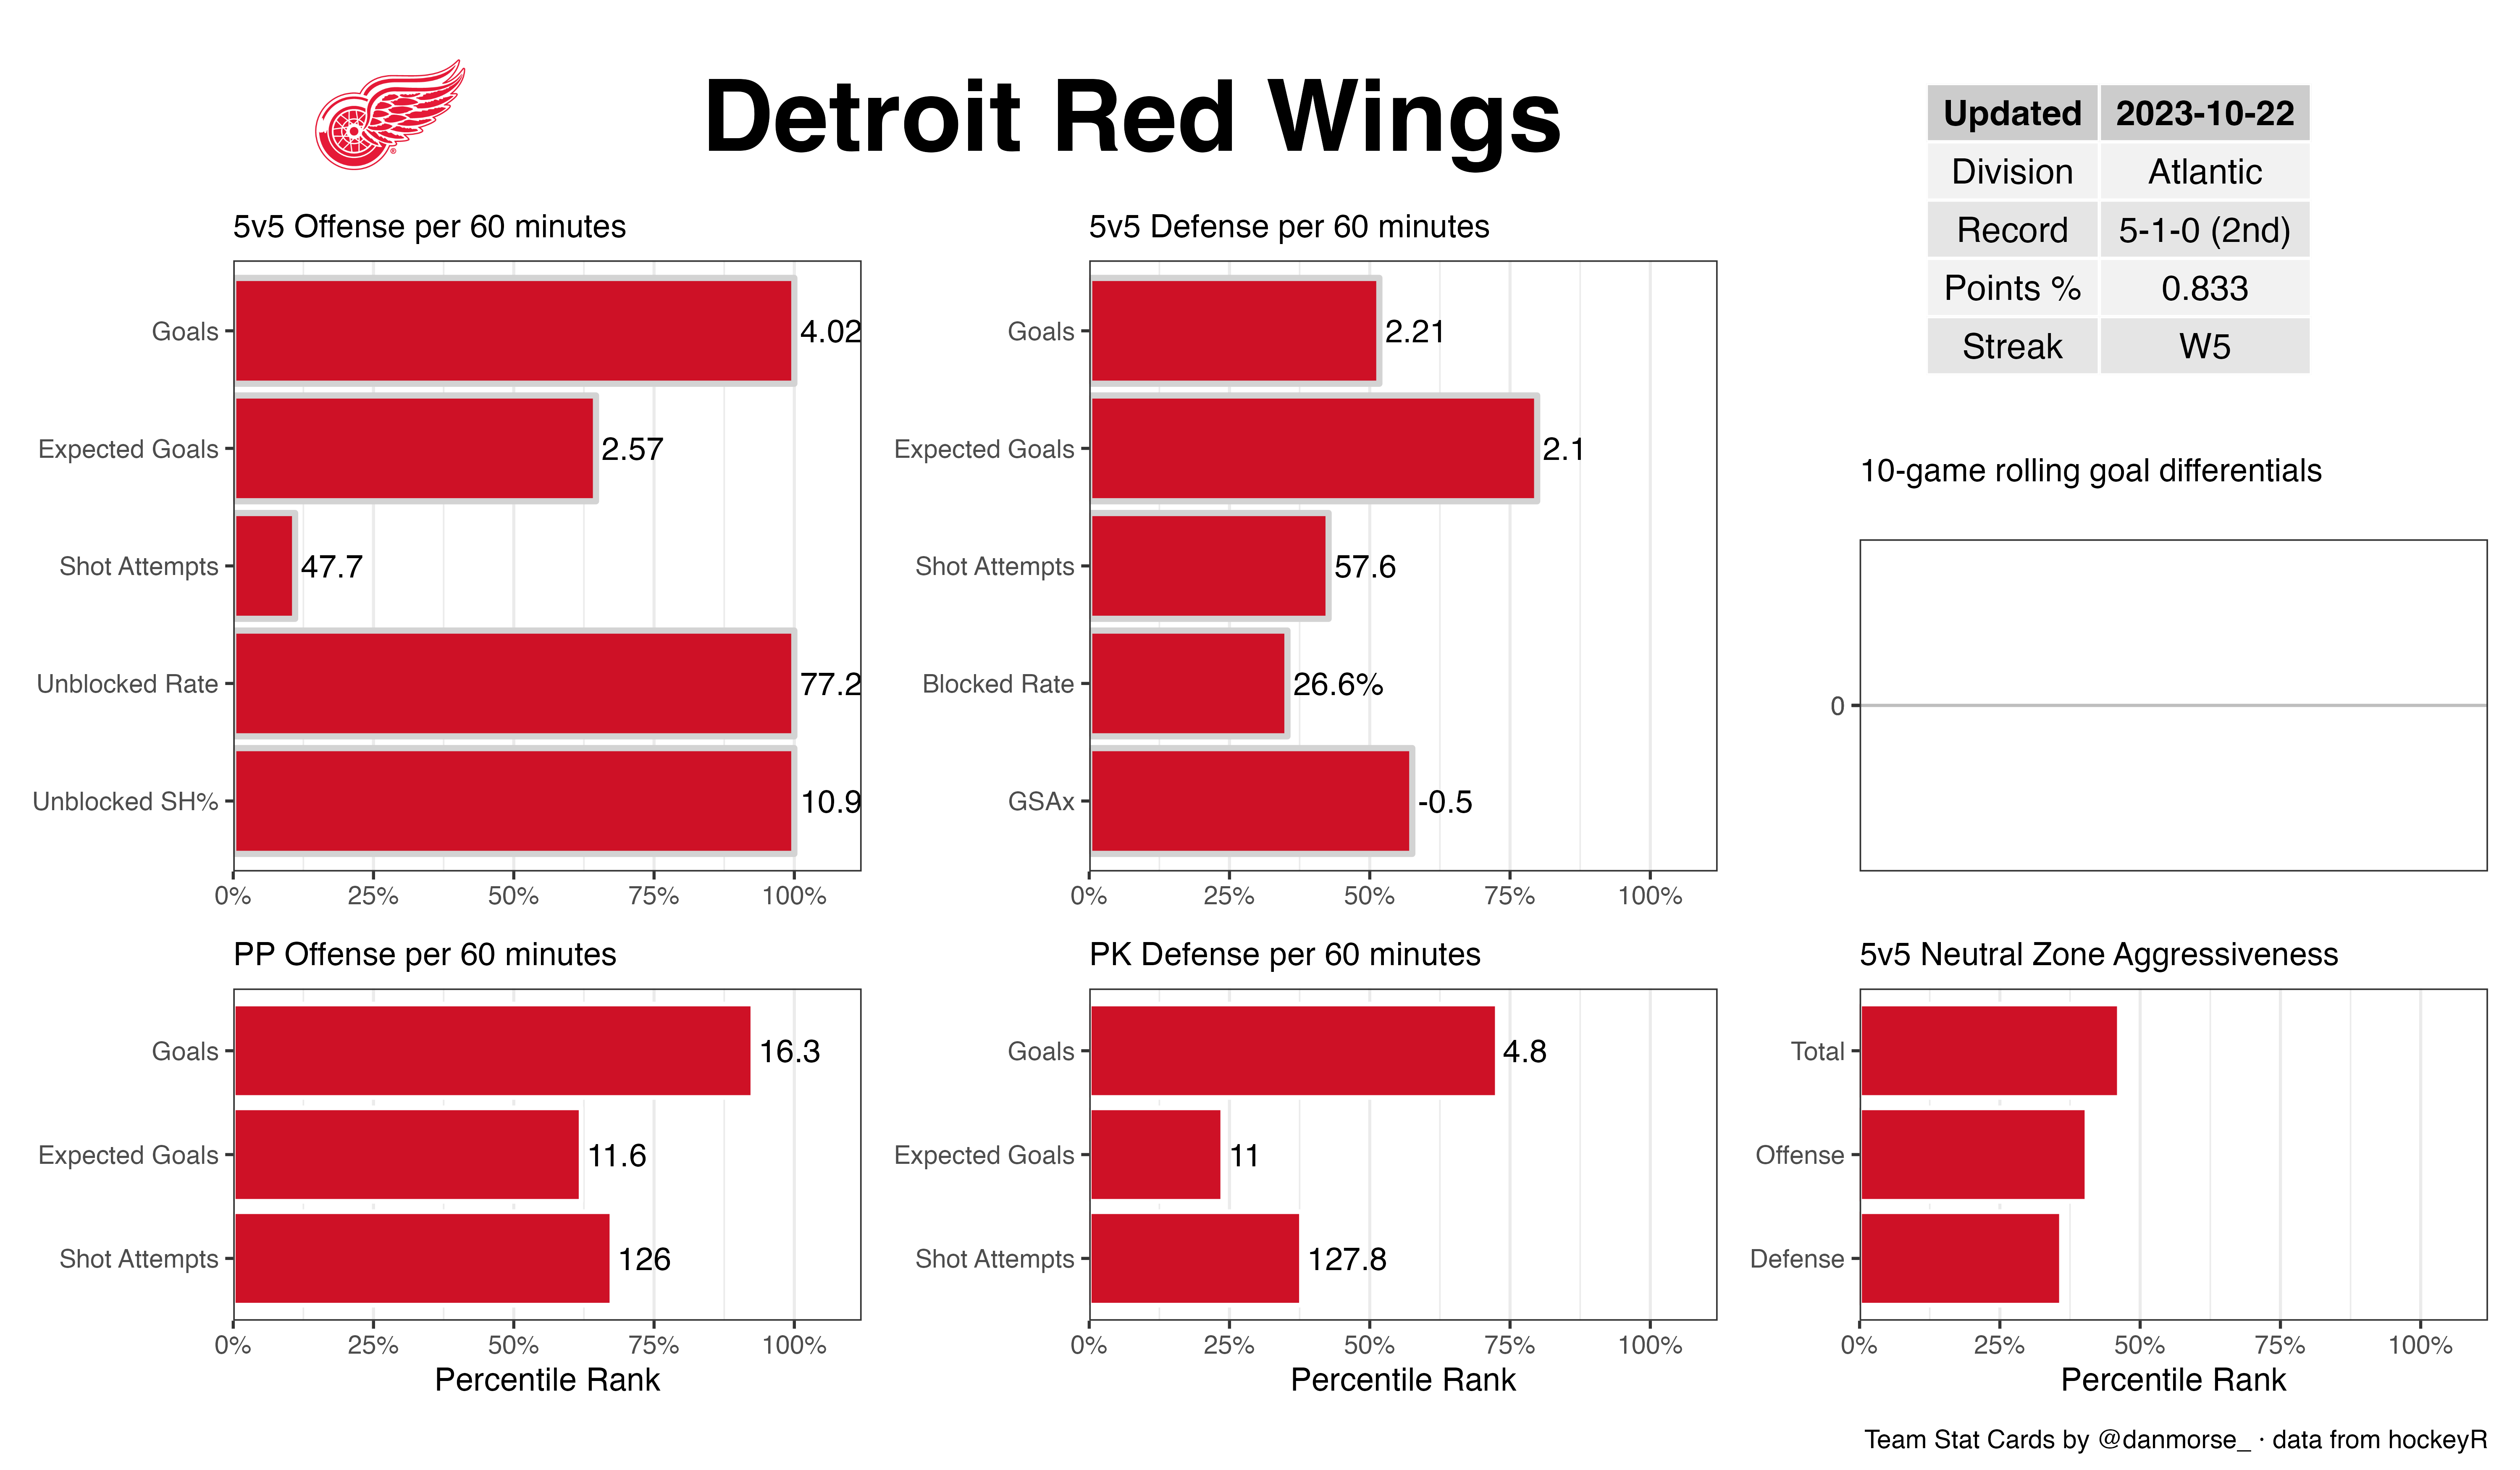 Detroit Red Wings
Updated 2023-10-22
Division Atlantic
Record 5-1-0 (2nd)
Points % 0.833
Streak W5
5v5 Offense per 60 minutes
Goals 4.02
Expected Goals 2.57
Shot Attempts 47.7
Unblocked Rate 77.2
Unblocked SH% 10.9
0% 25% 50% 75% 100%
5v5 Defense per 60 minutes
Goals 2.21
Expected Goals 2.1
Shot Attempts 57.6
Blocked Rate 26.6%
GSAx -0.5
0% 25% 50% 75% 100%
10-game rolling goal differentials
0
PP Offense per 60 minutes
Goals 16.3
Expected Goals 11.6
Shot Attempts 126
0% 25% 50% 75% 100%
Percentile Rank
PK Defense per 60 minutes
Goals 4.8
Expected Goals 11
Shot Attempts 127.8
0% 25% 50% 75% 100%
Percentile Rank
5v5 Neutral Zone Aggressiveness
Total
Offense
Defense
0% 25% 50% 75% 100%
Percentile Rank
Team Stat Cards by @danmorse_ · data from hockeyR